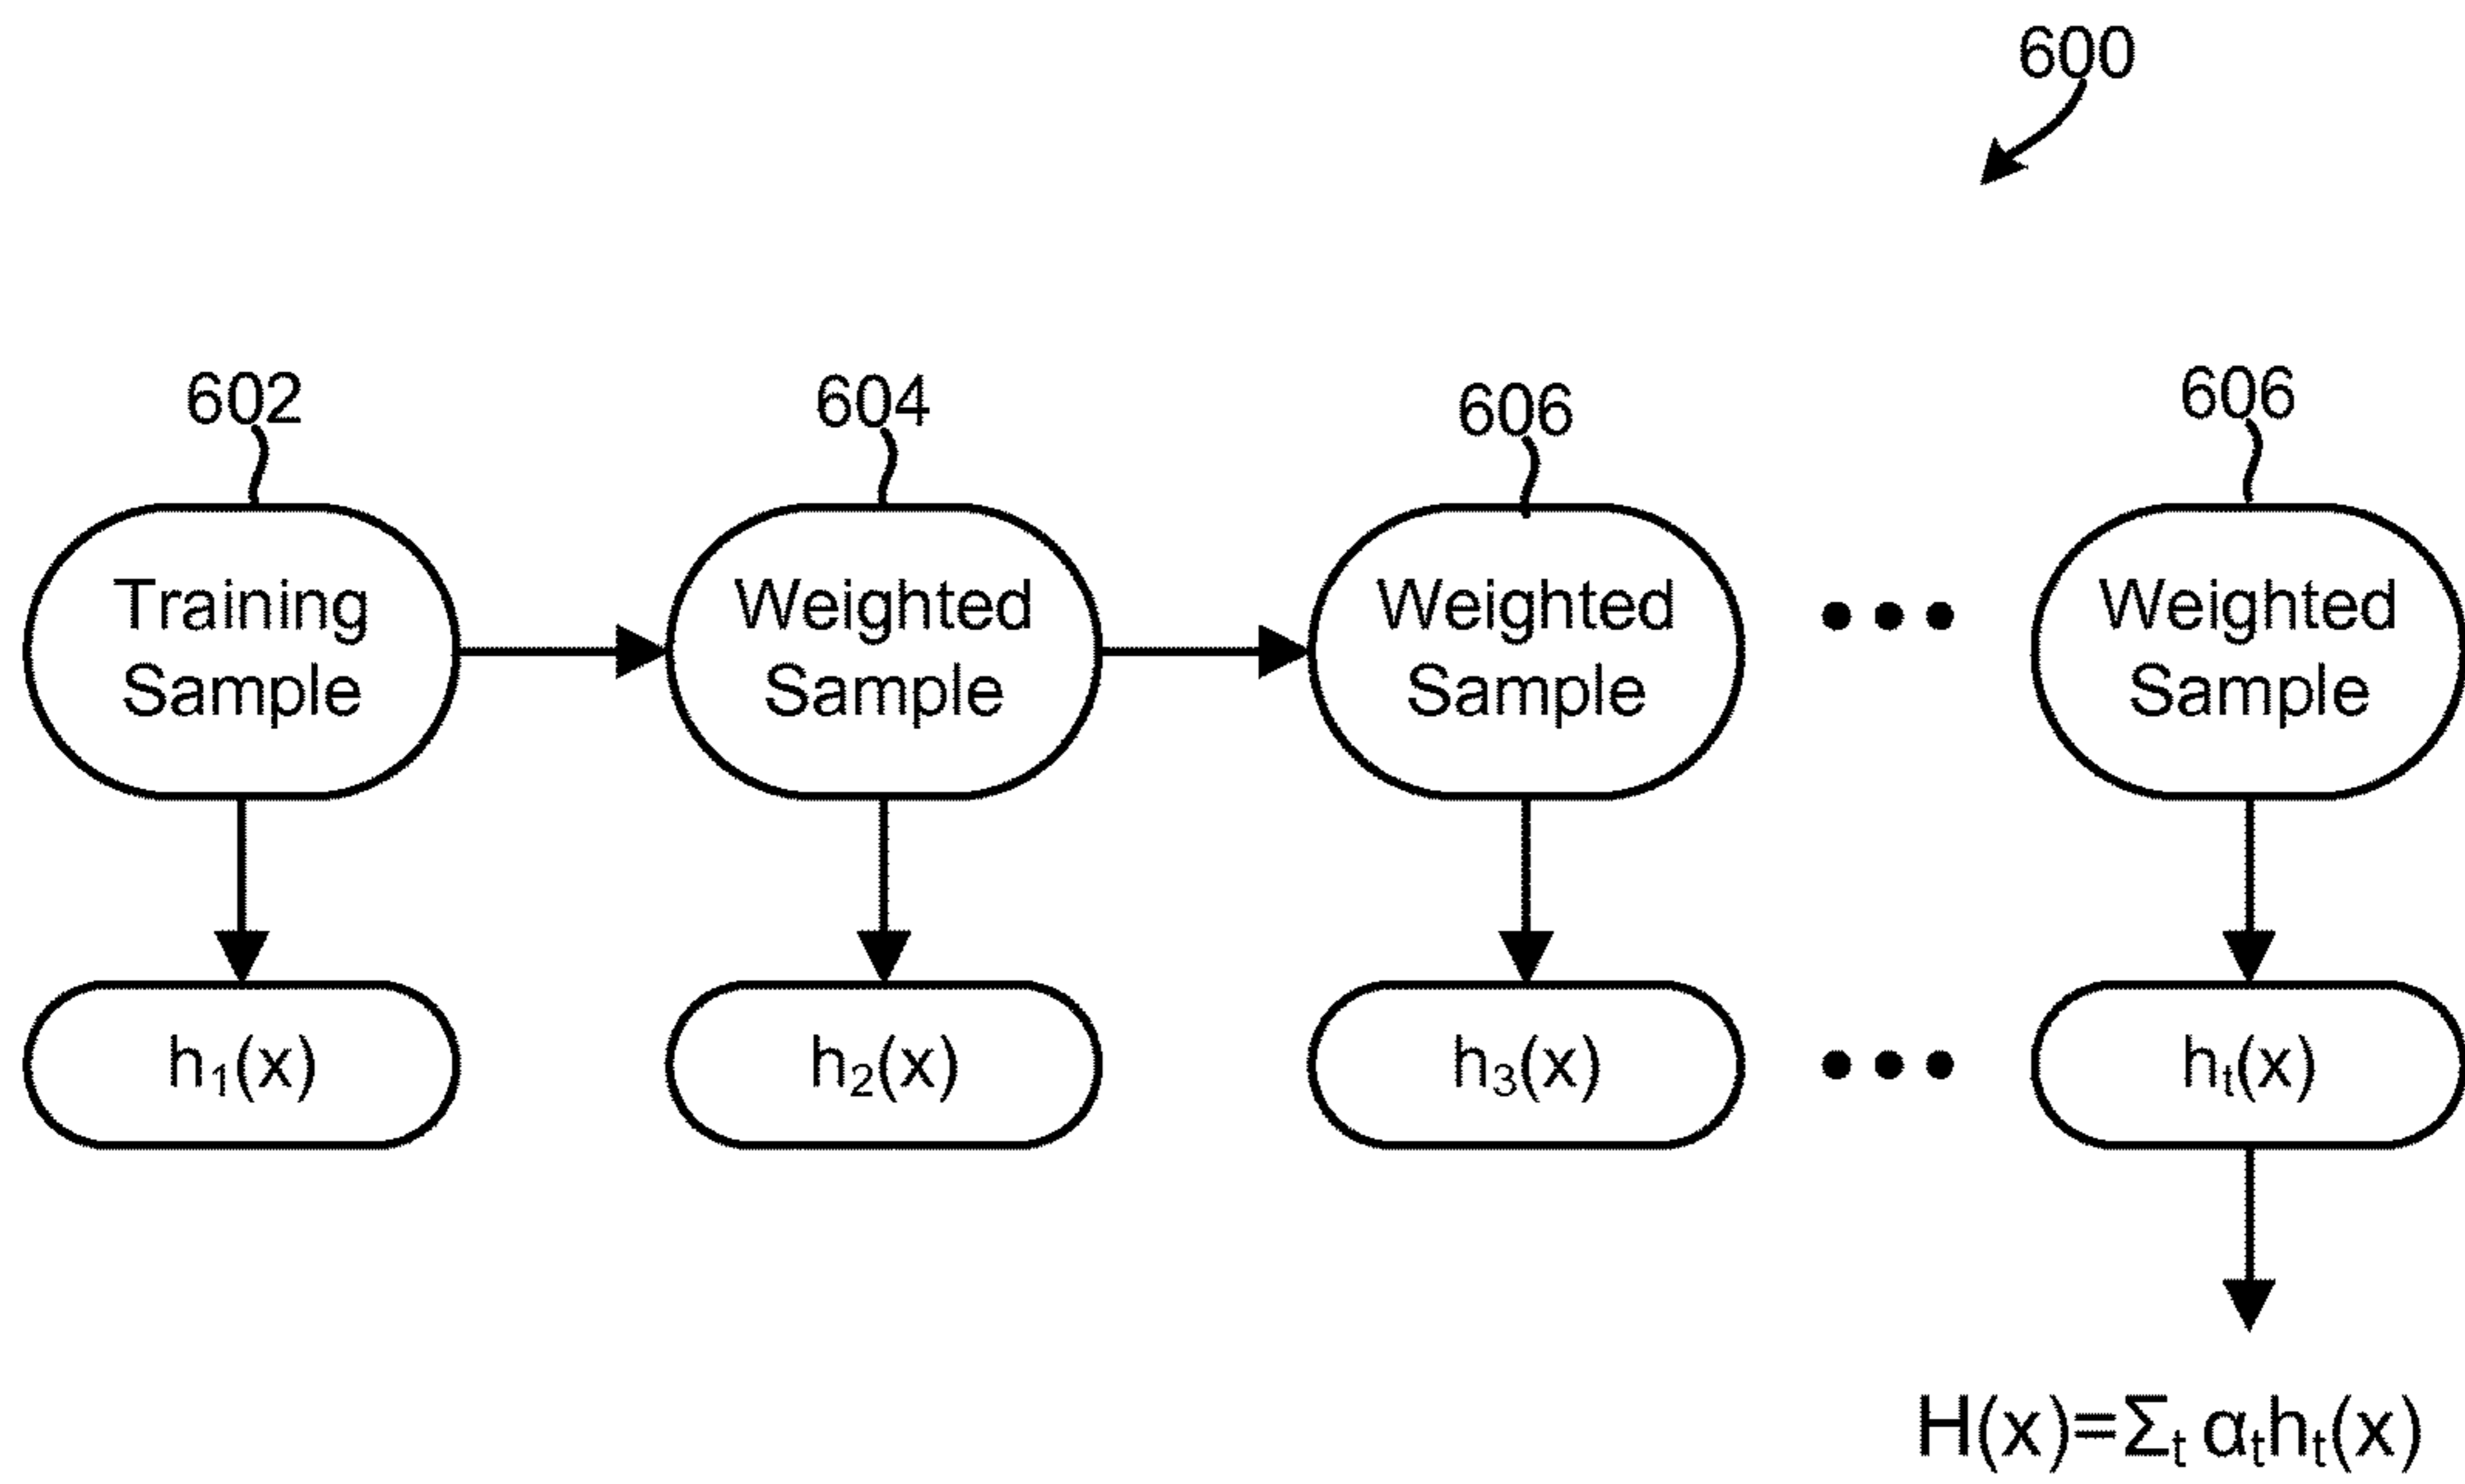 600
602
604
606
606
Training
Sample
Weighted
Sample
Weighted
Sample
Weighted
Sample
h₁(x)
h₂(x)
h₃(x)
hₜ(x)
H(x)=Σₜ αₜhₜ(x)